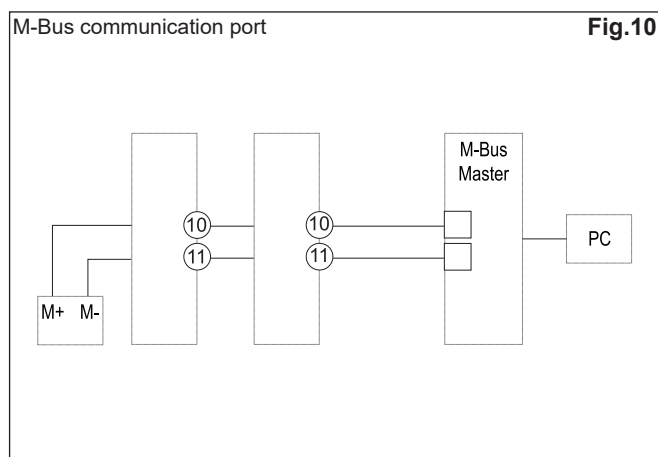 M-Bus communication port
Fig.10
M-Bus
Master
10
10
11
11
PC
M+ M-